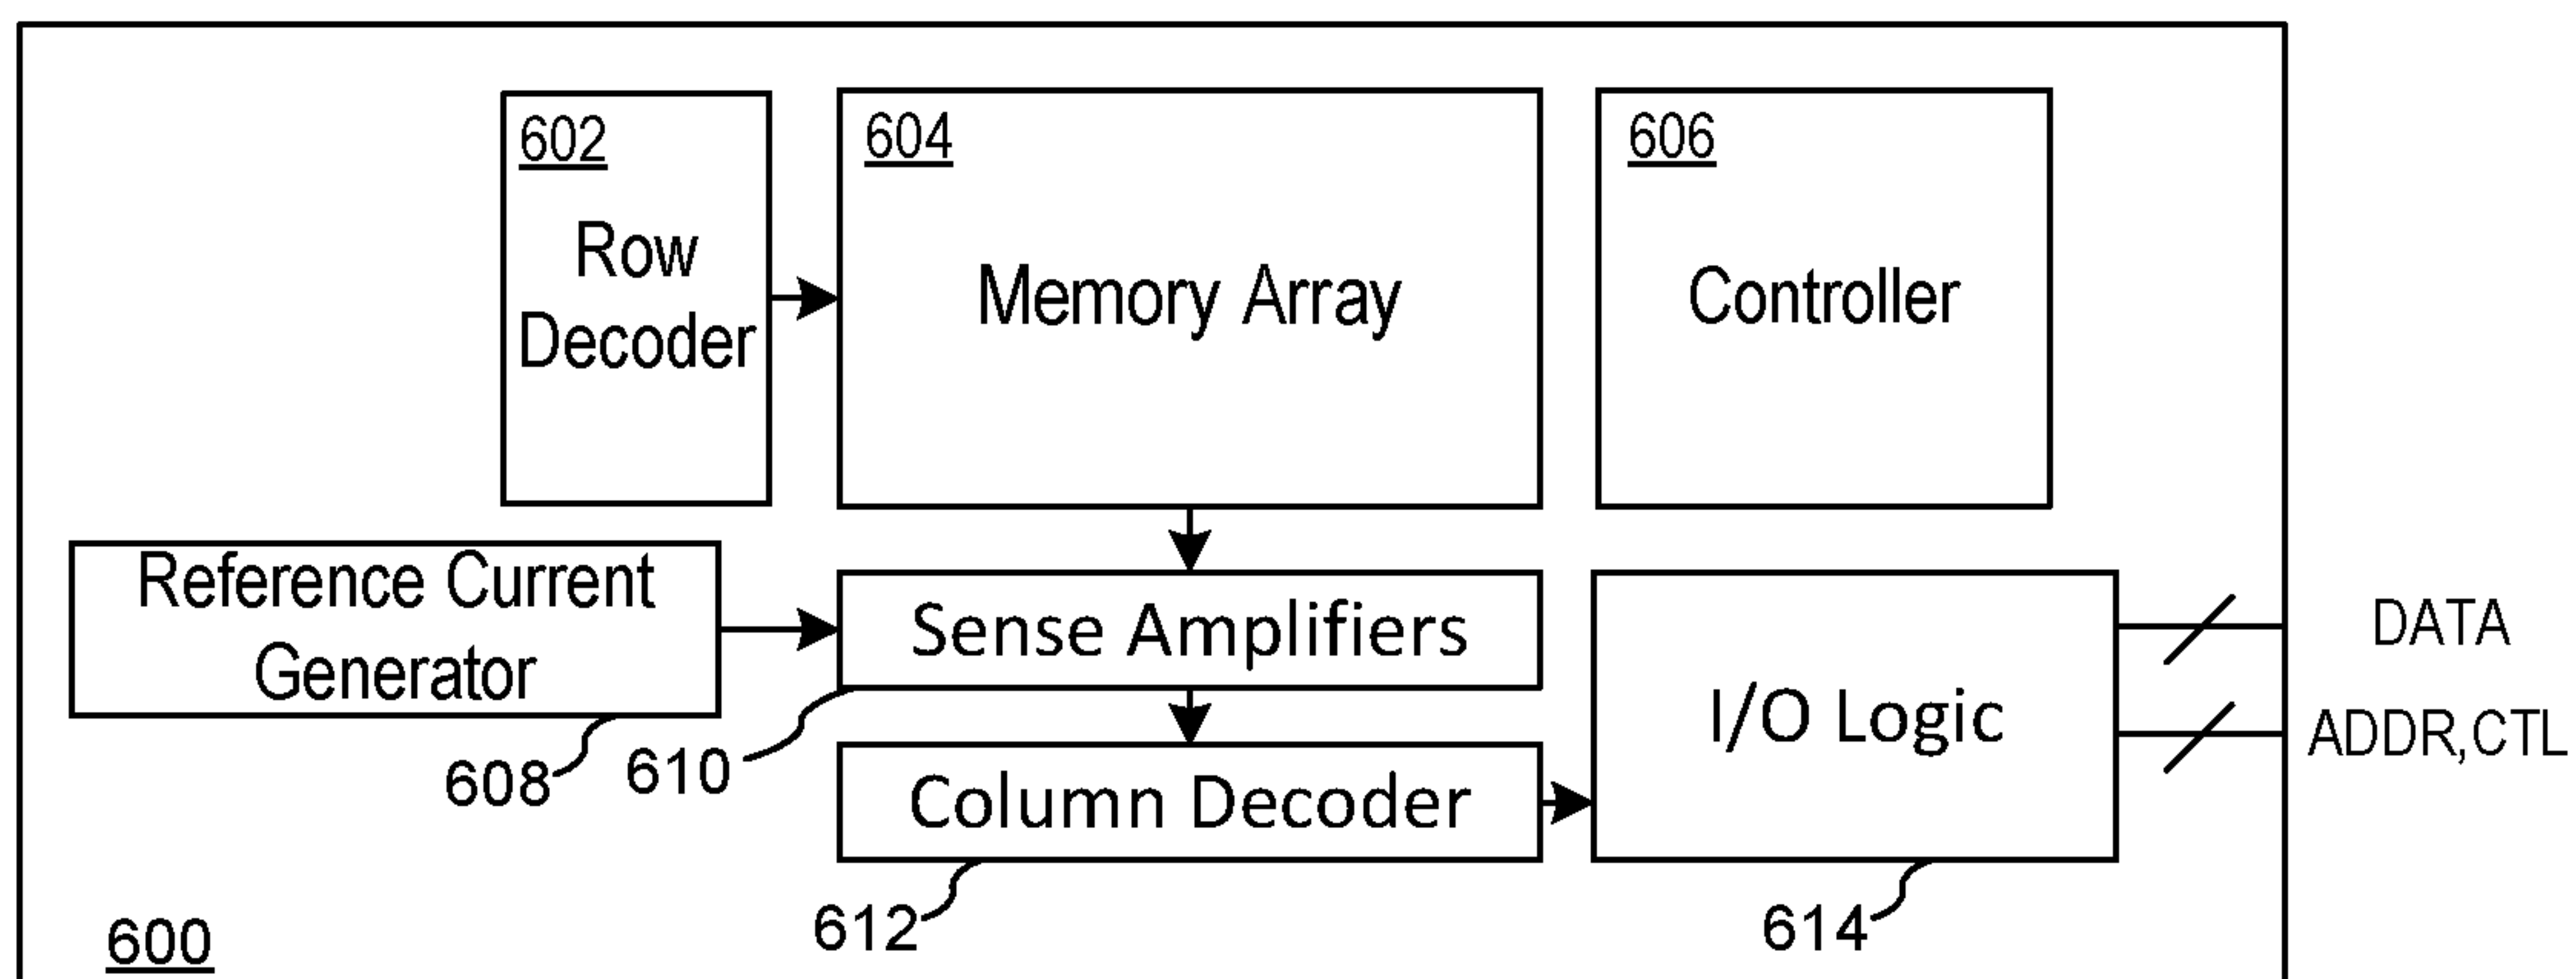 602
Row
Decoder
604
Memory Array
606
Controller
Reference Current
Generator
608
Sense Amplifiers
610
Column Decoder
612
I/O Logic
614
DATA
ADDR,CTL
600